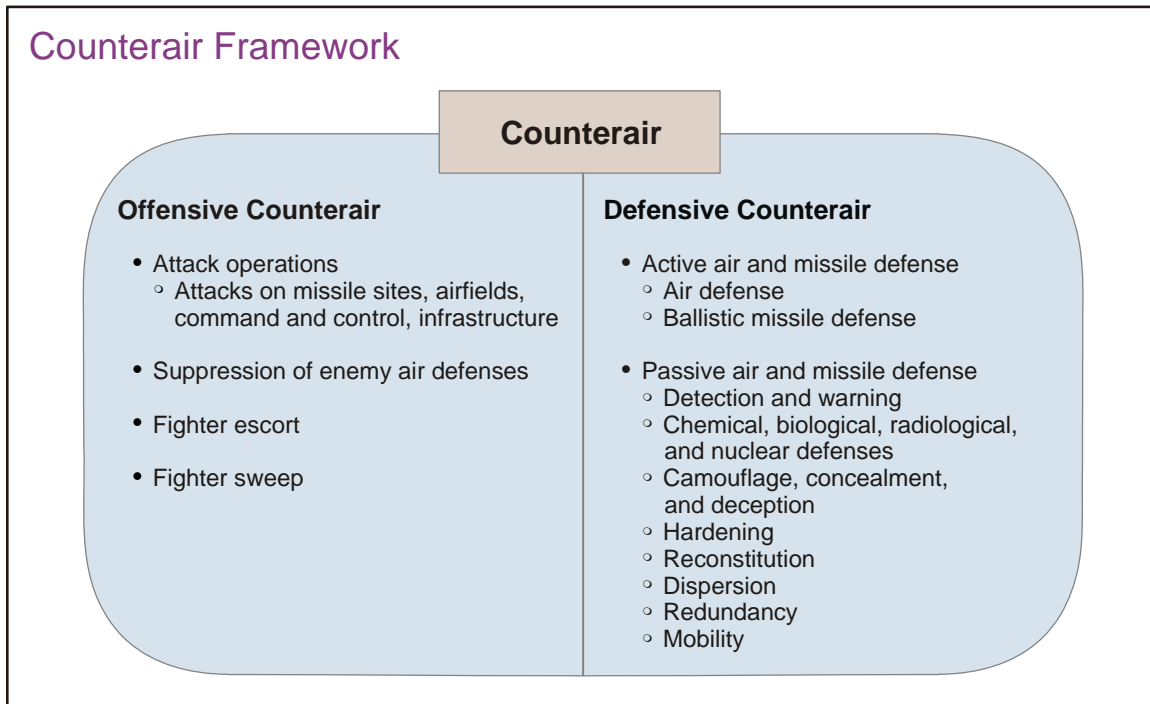 Counterair Framework
Counterair
Offensive Counterair
• Attack operations
° Attacks on missile sites, airfields,
command and control, infrastructure
• Suppression of enemy air defenses
• Fighter escort
• Fighter sweep
Defensive Counterair
• Active air and missile defense
° Air defense
° Ballistic missile defense
• Passive air and missile defense
° Detection and warning
° Chemical, biological, radiological,
and nuclear defenses
° Camouflage, concealment,
and deception
° Hardening
° Reconstitution
° Dispersion
° Redundancy
° Mobility